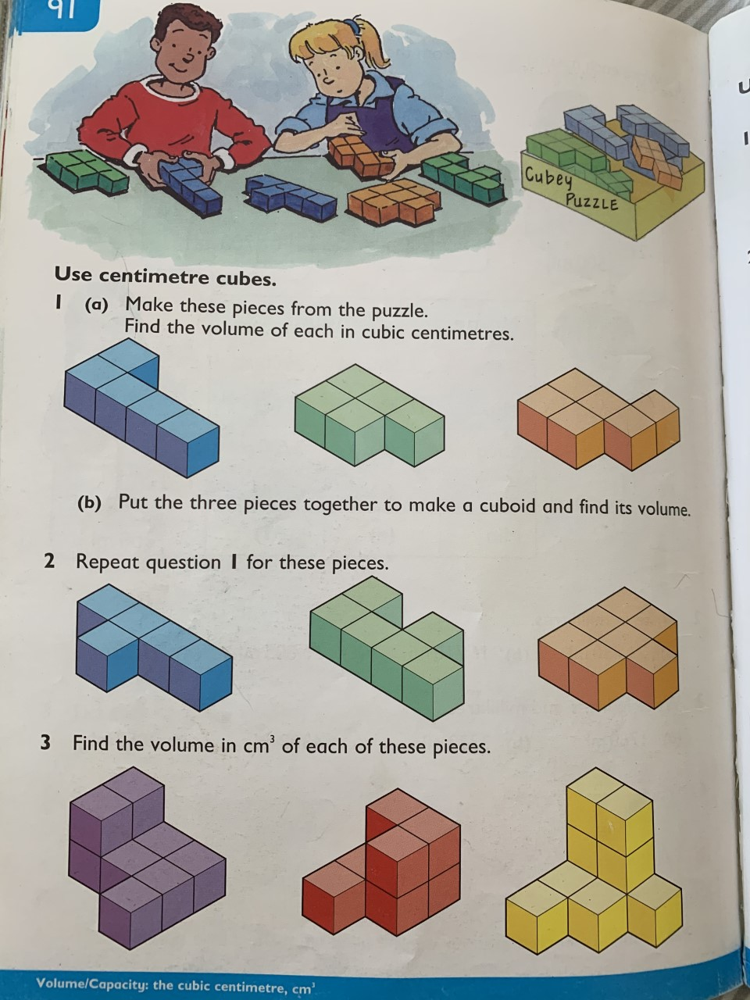 91
Cubey
PUZZLE
Use centimetre cubes.
1 (a) Make these pieces from the puzzle.
Find the volume of each in cubic centimetres.
(b) Put the three pieces together to make a cuboid and find its volume.
2 Repeat question 1 for these pieces.
3 Find the volume in cm³ of each of these pieces.
Volume/Capacity: the cubic centimetre, cm³